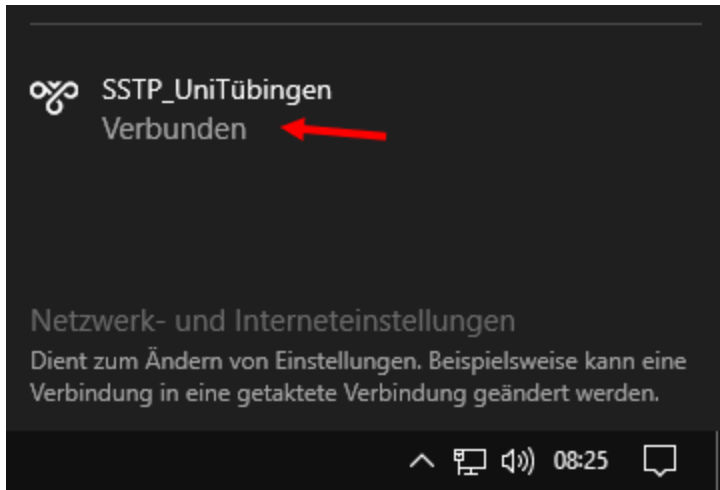 SSTP_UniTübingen
Verbunden
Netzwerk- und Interneteinstellungen
Dient zum Ändern von Einstellungen. Beispielsweise kann eine
Verbindung in eine getaktete Verbindung geändert werden.
08:25